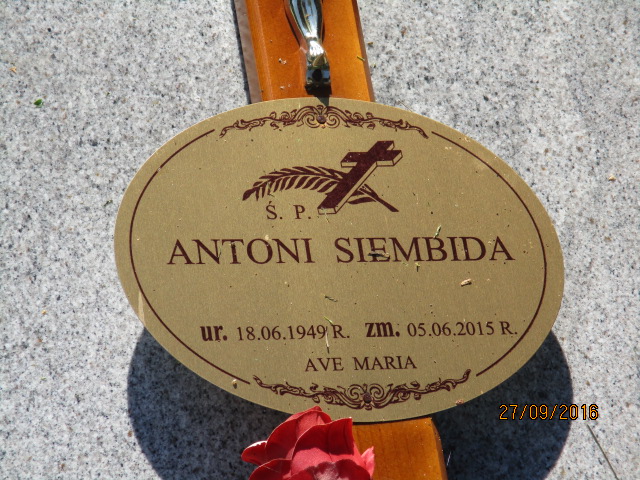 Ś. P.
ANTONI SIEMBIDA
ur. 18.06.1949 R. zm. 05.06.2015 R.
AVE MARIA
27/09/2016